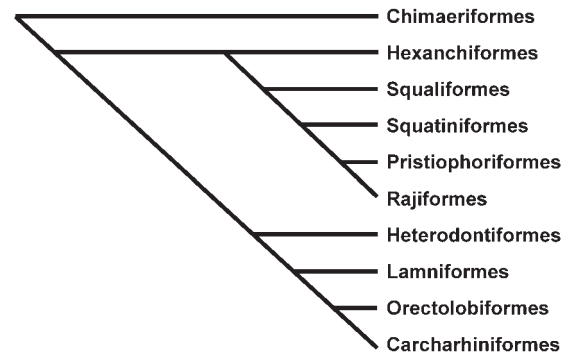 Chimaeriformes
Hexanchiformes
Squaliformes
Squatiniformes
Pristiophoriformes
Rajiformes
Heterodontiformes
Lamniformes
Orectolobiformes
Carcharhiniformes